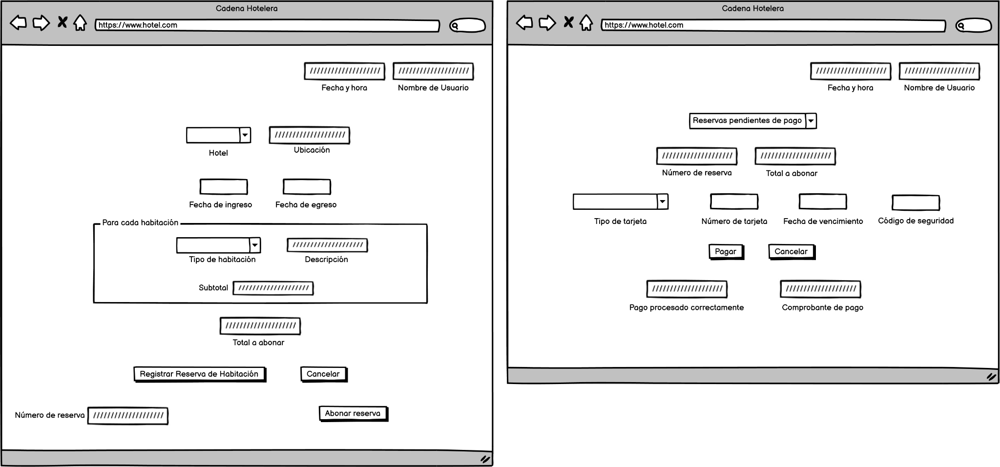 Cadena Hotelera
https://www.hotel.com
Fecha y hora
Nombre de Usuario
Hotel
Ubicación
Fecha de ingreso
Fecha de egreso
Para cada habitación
Tipo de habitación
Descripción
Subtotal
Total a abonar
Registrar Reserva de Habitación
Cancelar
Número de reserva
Abonar reserva
Cadena Hotelera
https://www.hotel.com
Fecha y hora
Nombre de Usuario
Reservas pendientes de pago
Número de reserva
Total a abonar
Tipo de tarjeta
Número de tarjeta
Fecha de vencimiento
Código de seguridad
Pagar
Cancelar
Pago procesado correctamente
Comprobante de pago